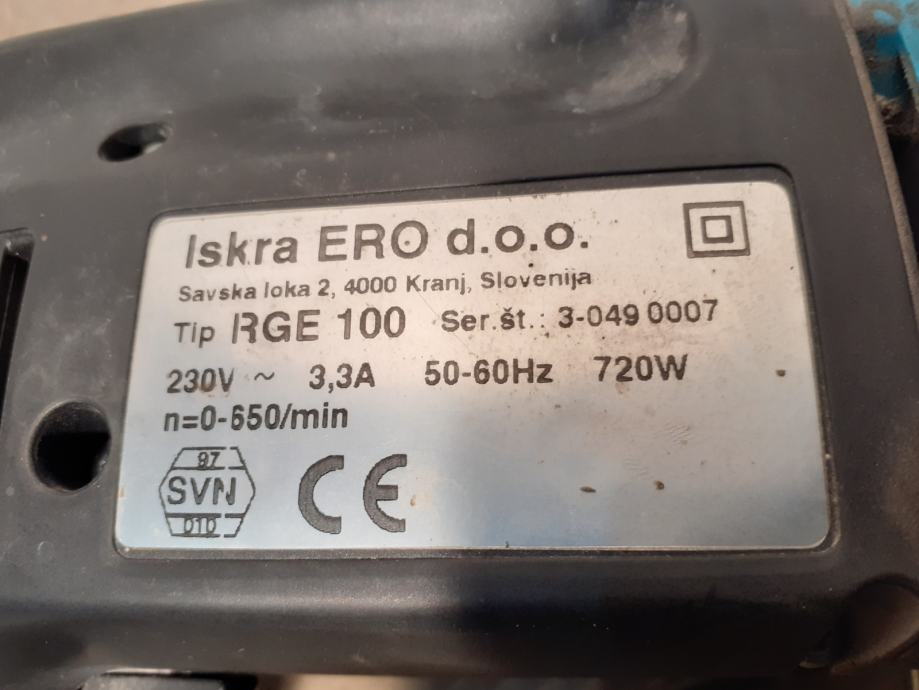 Iskra ERO d.o.o.
Savska loka 2, 4000 Kranj, Slovenija
Tip RGE 100 Ser.št.: 3-049 0007
230V ~ 3,3A 50-60Hz 720W
n=0-650/min
97
SVN
010
CE